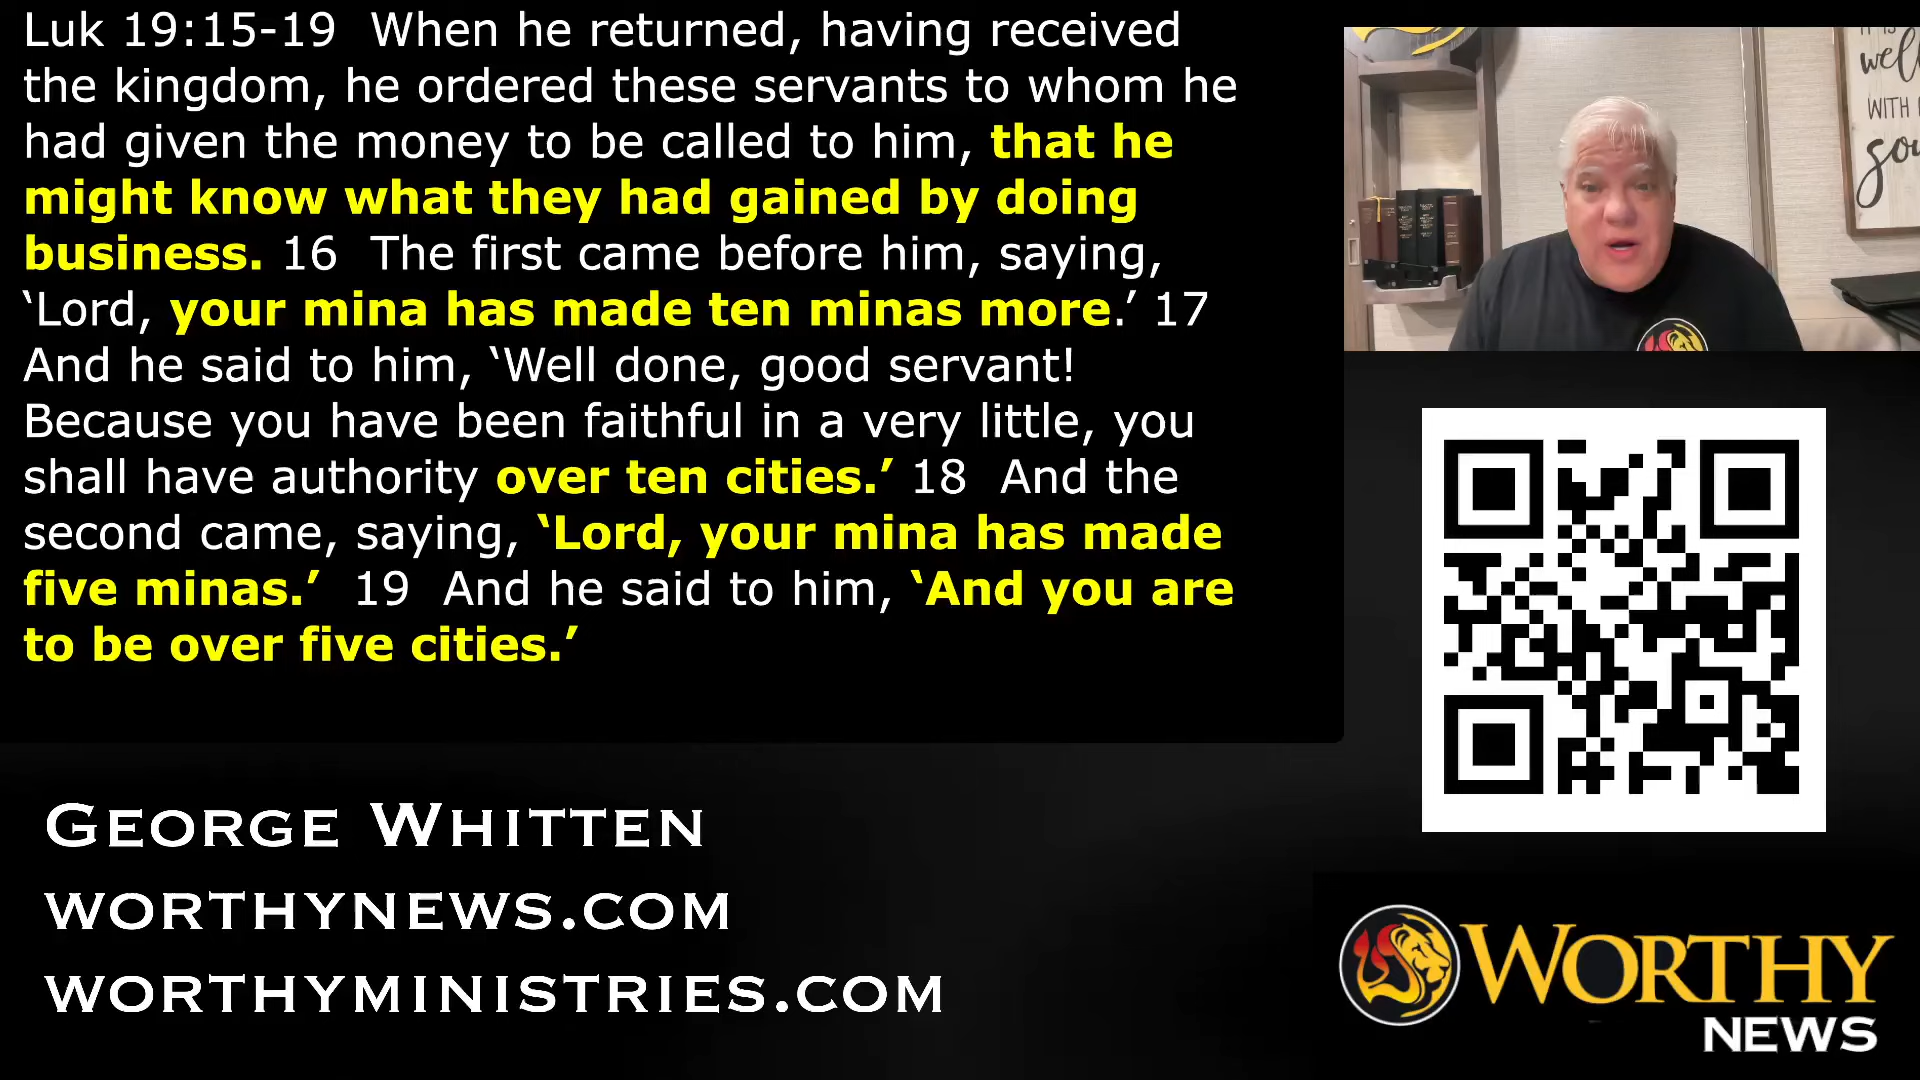 Luk 19:15-19  When he returned, having received
the kingdom, he ordered these servants to whom he
had given the money to be called to him, that he
might know what they had gained by doing
business. 16  The first came before him, saying,
‘Lord, your mina has made ten minas more.’ 17
And he said to him, ‘Well done, good servant!
Because you have been faithful in a very little, you
shall have authority over ten cities.’ 18  And the
second came, saying, ‘Lord, your mina has made
five minas.’  19  And he said to him, ‘And you are
to be over five cities.’
WITH
GEORGE WHITTEN
WORTHYNEWS.COM
WORTHYMINISTRIES.COM
WORTHY
NEWS